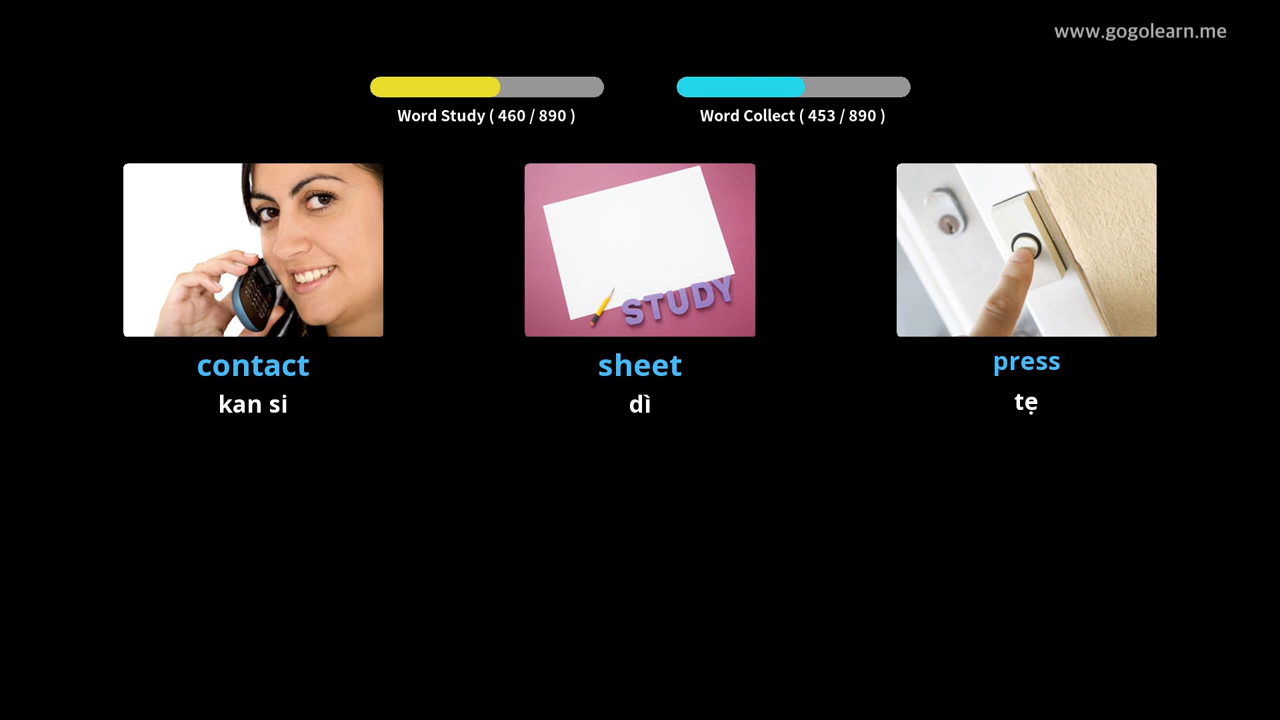 www.gogolearn.me
Word Study ( 460 / 890 )
Word Collect ( 453 / 890 )
STUDY
contact
sheet
press
kan si
dì
tẹ